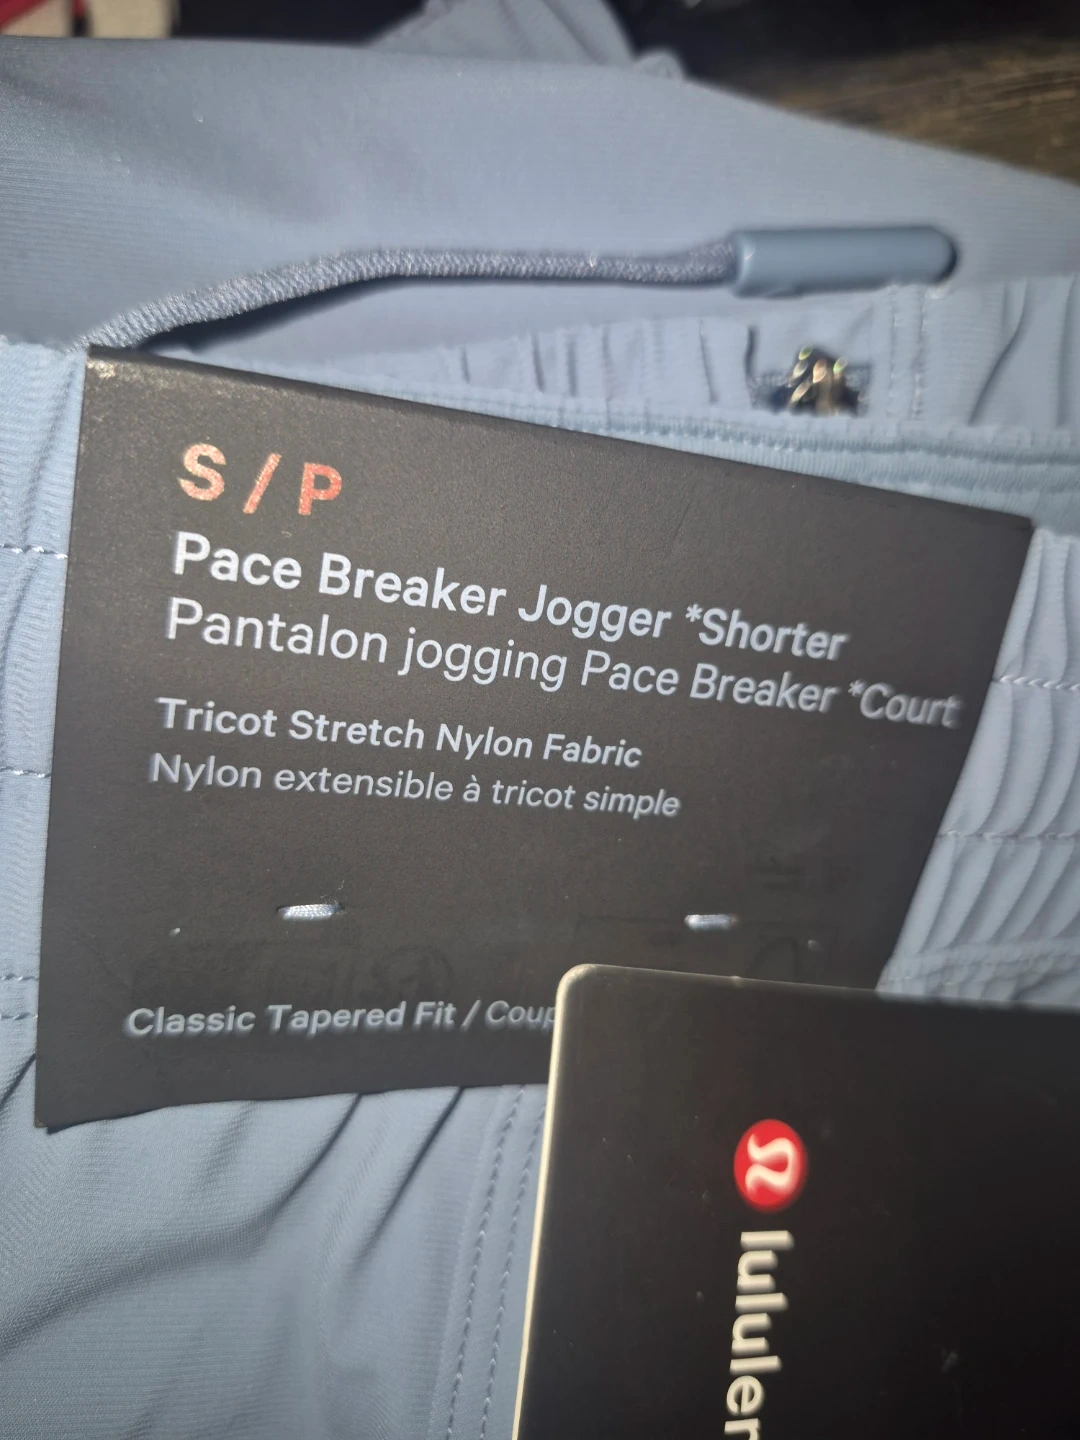 S / P
Pace Breaker Jogger *Shorter
Pantalon jogging Pace Breaker *Court
Tricot Stretch Nylon Fabric
Nylon extensible à tricot simple
Classic Tapered Fit / Coup
lululer